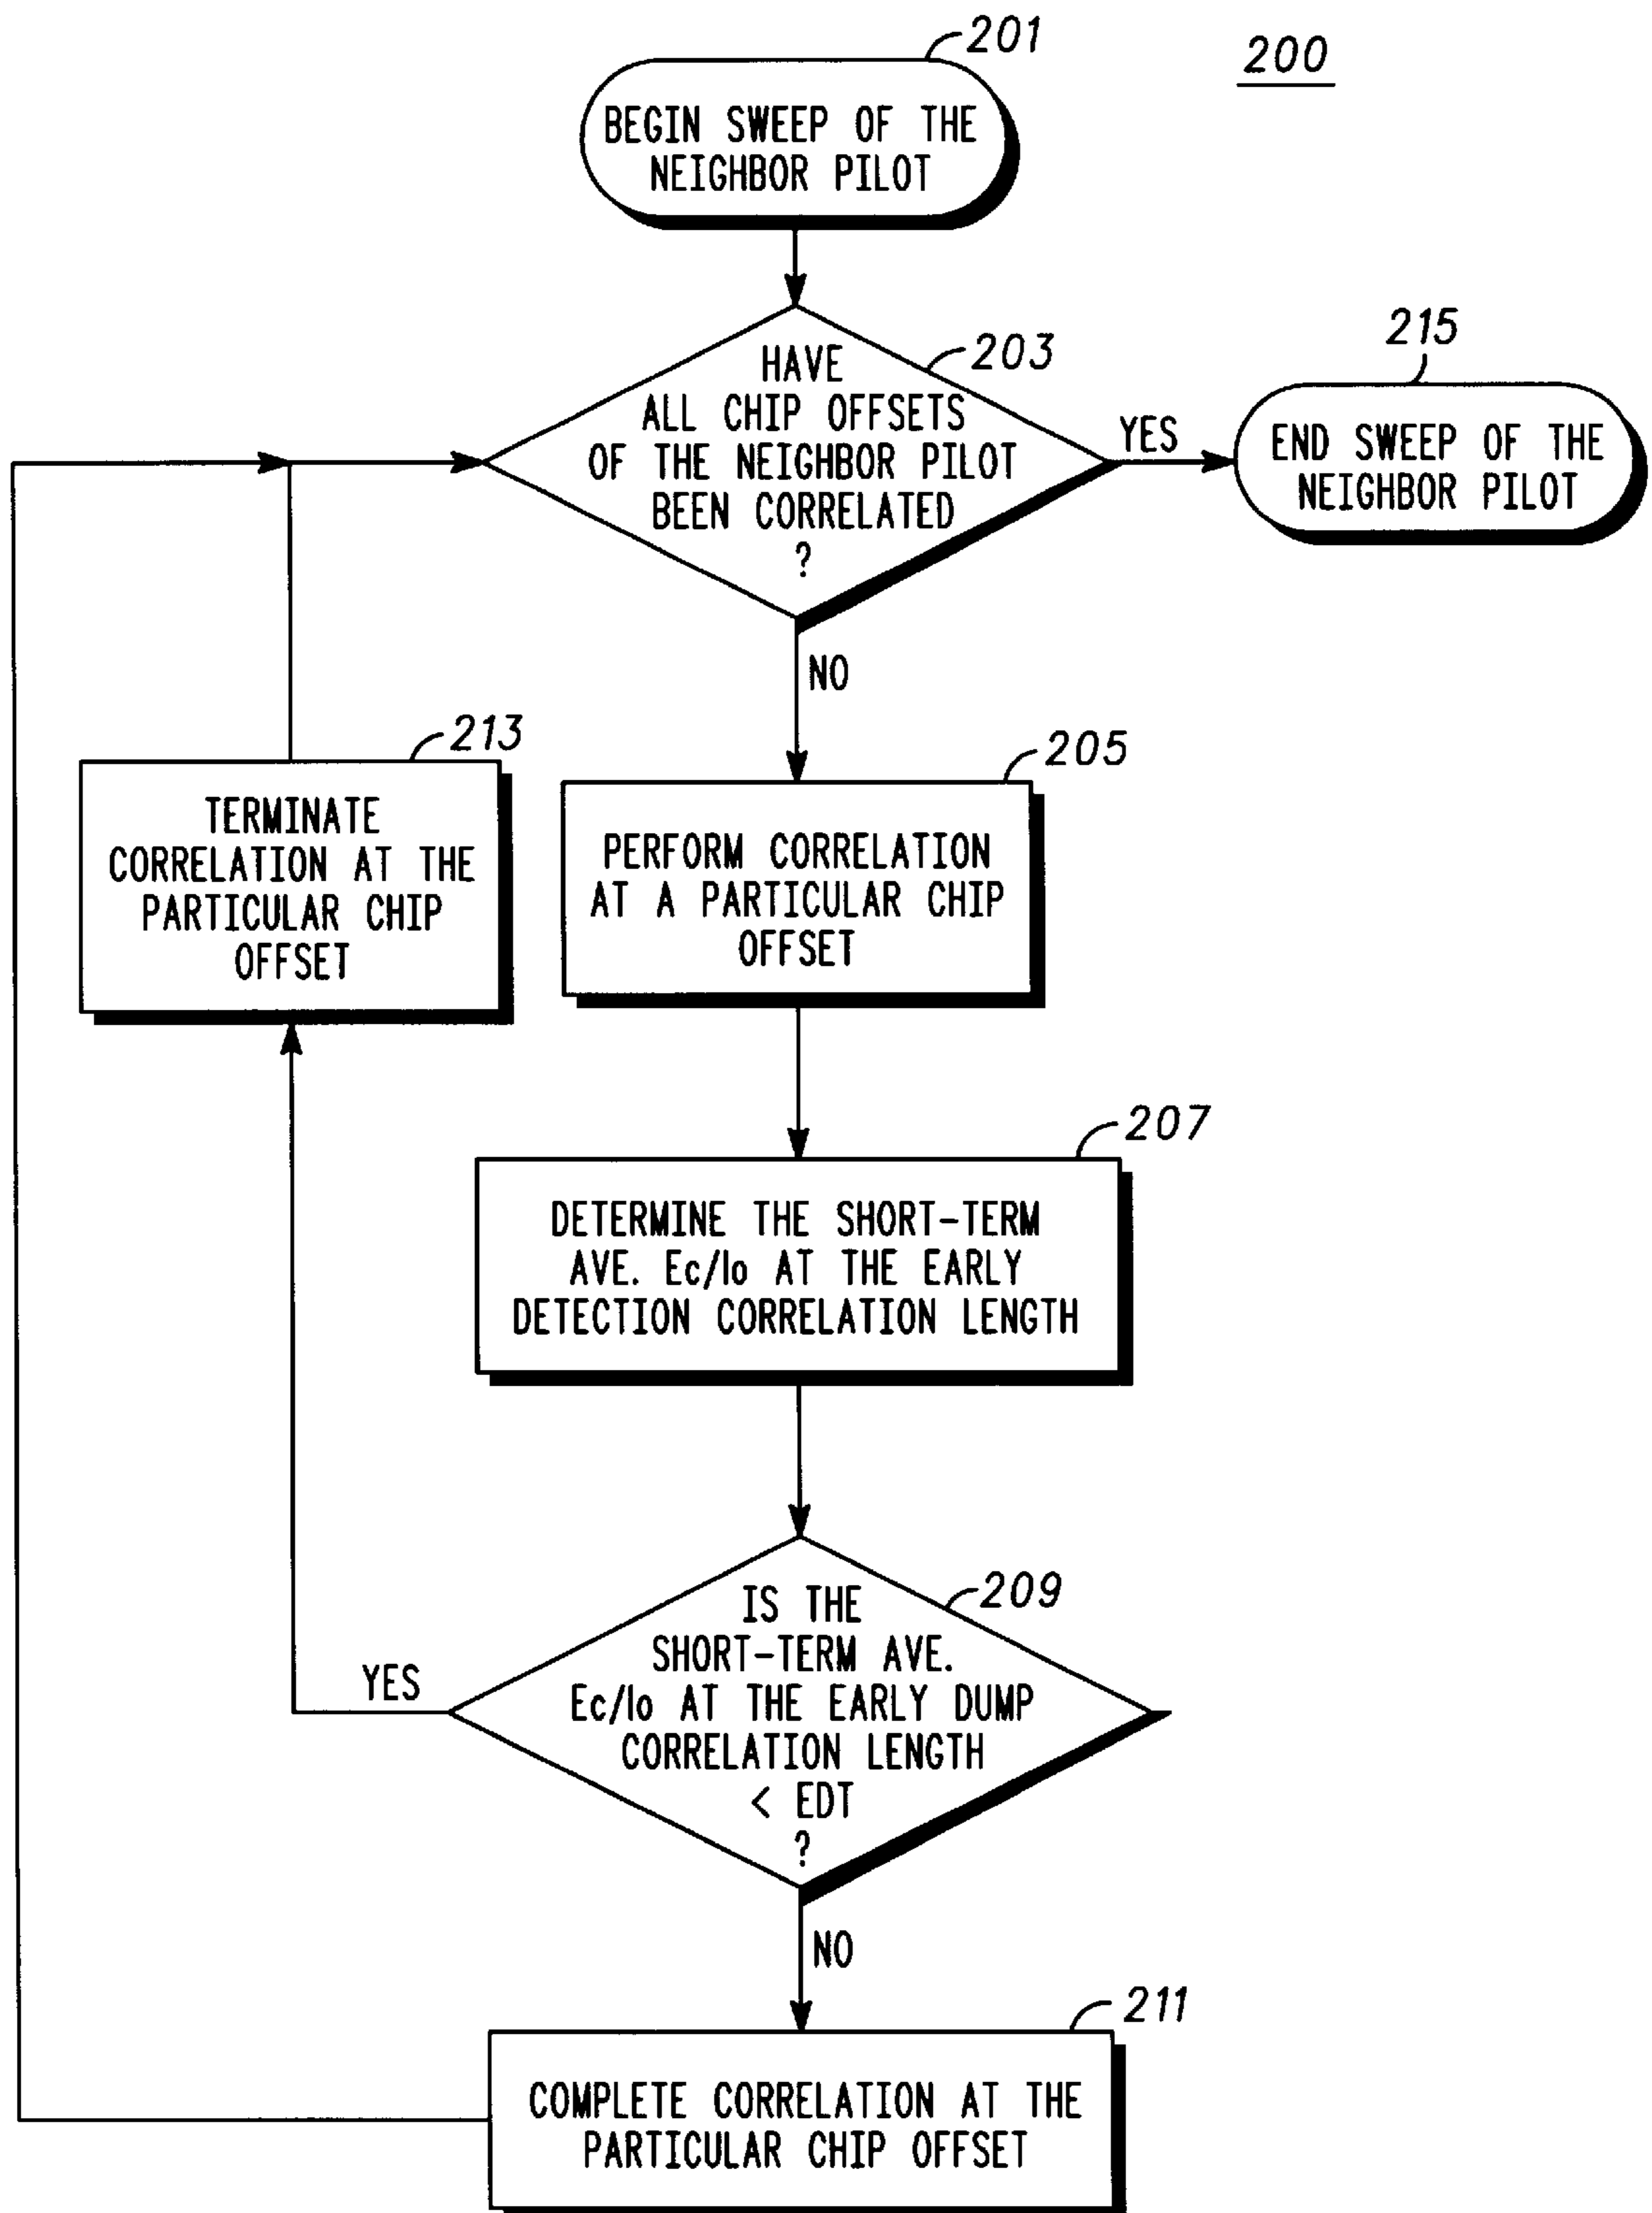 201
200
BEGIN SWEEP OF THE
NEIGHBOR PILOT
203
HAVE
ALL CHIP OFFSETS
OF THE NEIGHBOR PILOT
BEEN CORRELATED
?
YES
215
END SWEEP OF THE
NEIGHBOR PILOT
NO
213
TERMINATE
CORRELATION AT THE
PARTICULAR CHIP
OFFSET
205
PERFORM CORRELATION
AT A PARTICULAR CHIP
OFFSET
207
DETERMINE THE SHORT-TERM
AVE. Ec/Io AT THE EARLY
DETECTION CORRELATION LENGTH
209
IS THE
SHORT-TERM AVE.
Ec/Io AT THE EARLY DUMP
CORRELATION LENGTH
< EDT
?
YES
NO
211
COMPLETE CORRELATION AT THE
PARTICULAR CHIP OFFSET